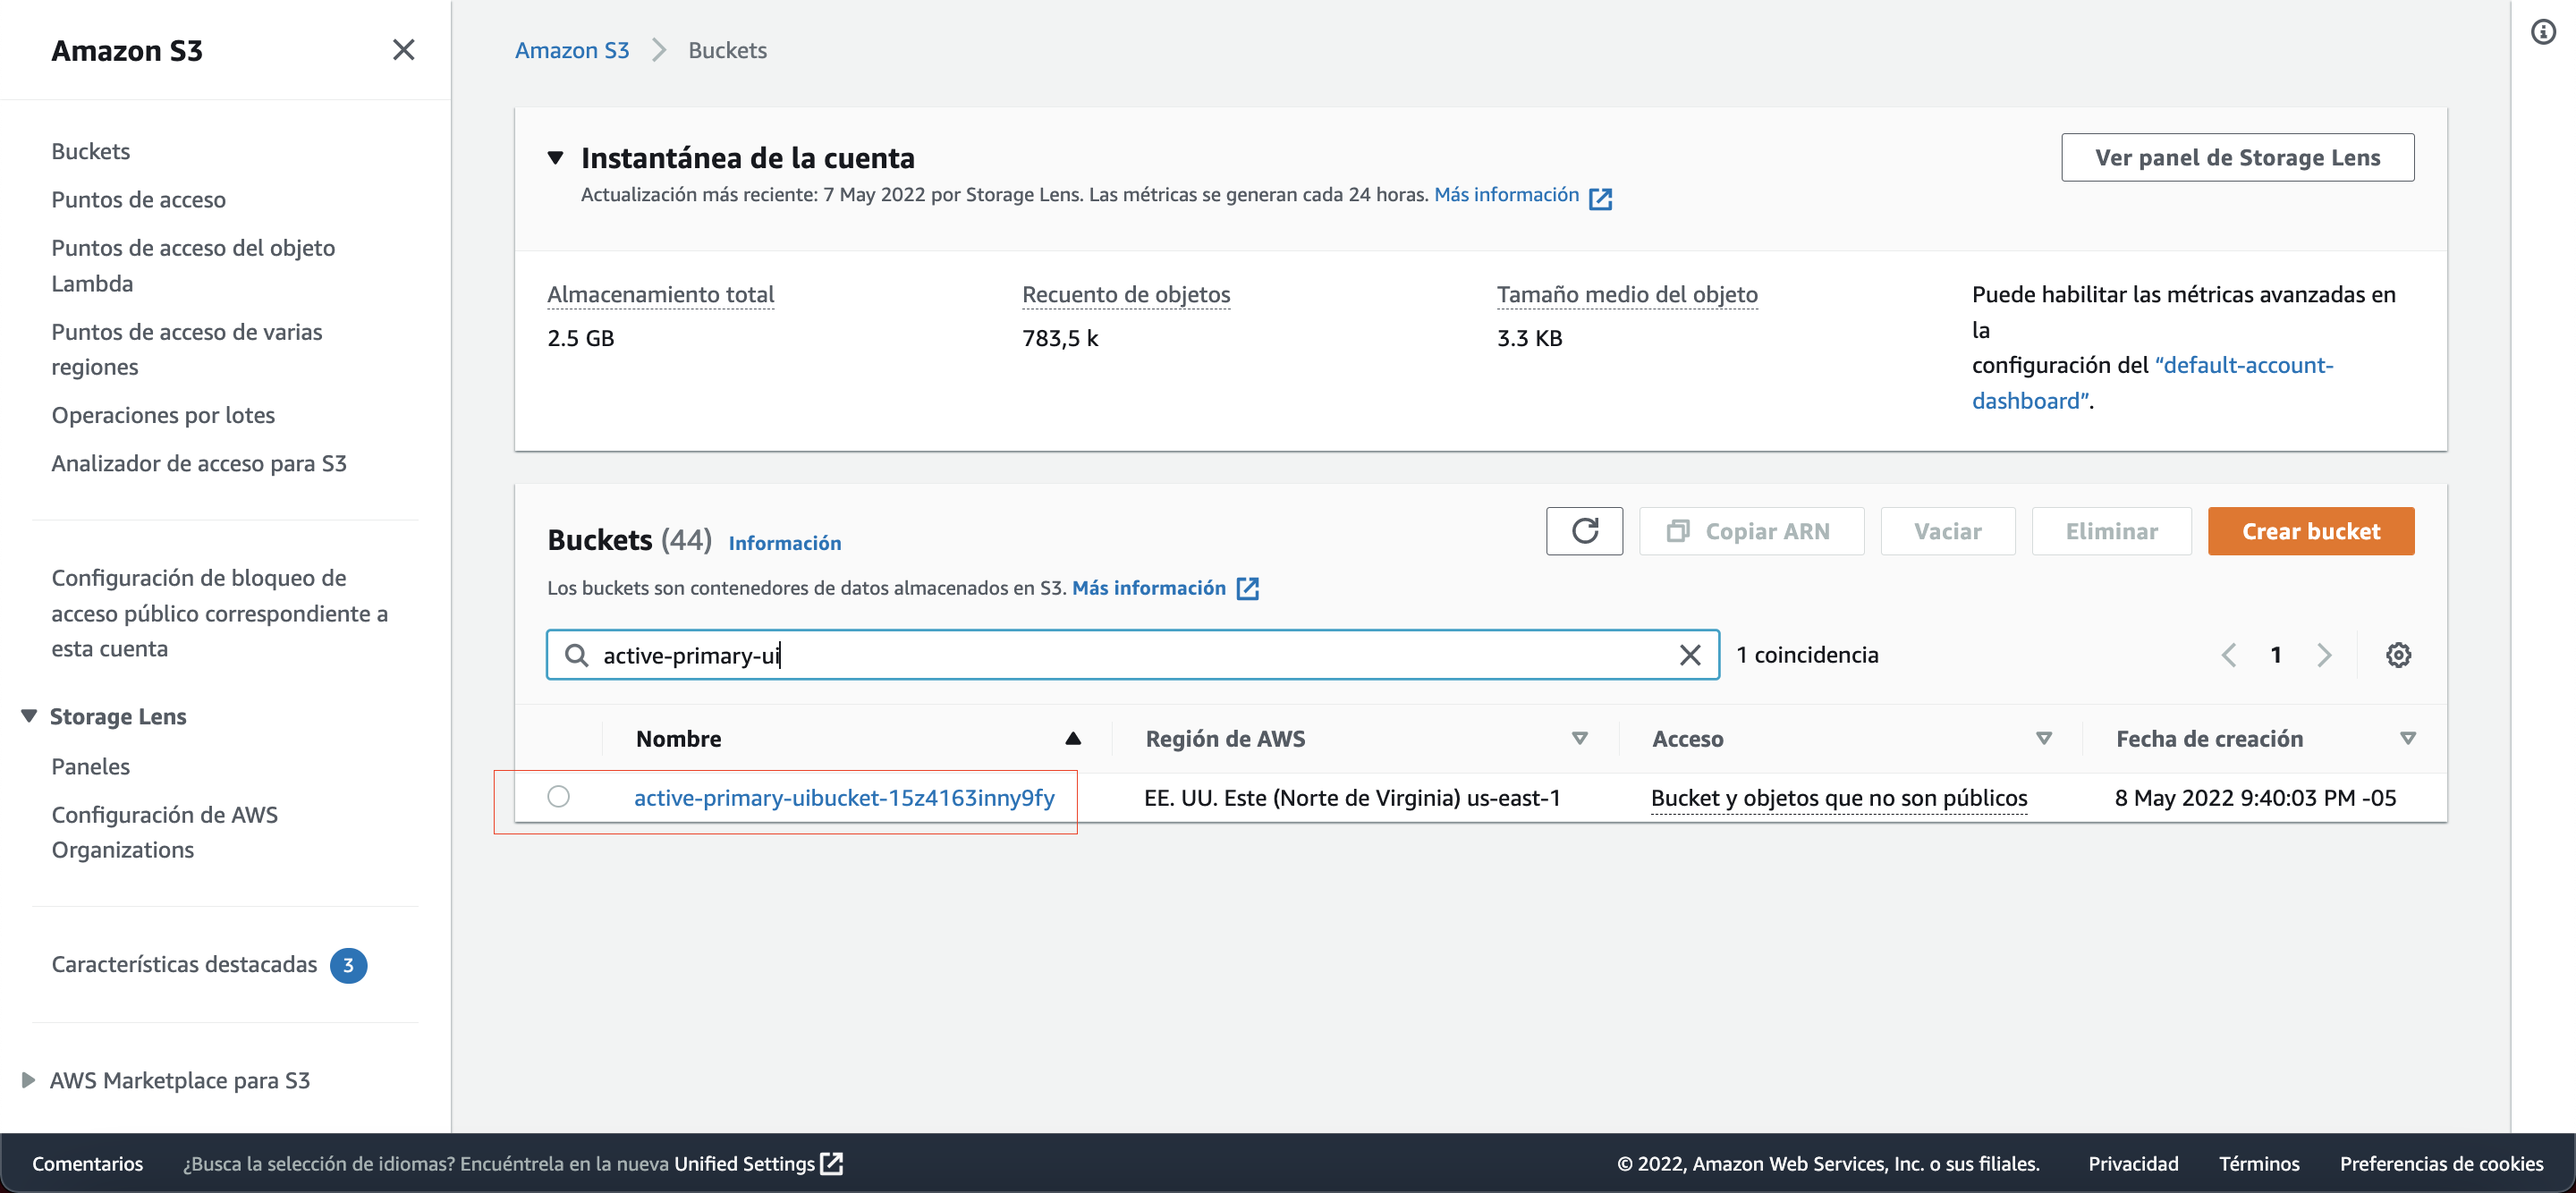 Amazon S3
Buckets
Puntos de acceso
Puntos de acceso del objeto
Lambda
Puntos de acceso de varias
regiones
Operaciones por lotes
Analizador de acceso para S3
Configuración de bloqueo de
acceso público correspondiente a
esta cuenta
Storage Lens
Paneles
Configuración de AWS
Organizations
Características destacadas 3
AWS Marketplace para S3
Amazon S3 Buckets
Instantánea de la cuenta
Ver panel de Storage Lens
Actualización más reciente: 7 May 2022 por Storage Lens. Las métricas se generan cada 24 horas. Más información
Almacenamiento total
2.5 GB
Recuento de objetos
783,5 k
Tamaño medio del objeto
3.3 KB
Puede habilitar las métricas avanzadas en
la
configuración del “default-account-
dashboard”.
Buckets (44) Información
Copiar ARN Vaciar Eliminar Crear bucket
Los buckets son contenedores de datos almacenados en S3. Más información
active-primary-ui 1 coincidencia 1
Nombre Región de AWS Acceso Fecha de creación
active-primary-uibucket-15z4163inny9fy EE. UU. Este (Norte de Virginia) us-east-1 Bucket y objetos que no son públicos 8 May 2022 9:40:03 PM -05
Comentarios ¿Busca la selección de idiomas? Encuéntrela en la nueva Unified Settings © 2022, Amazon Web Services, Inc. o sus filiales. Privacidad Términos Preferencias de cookies